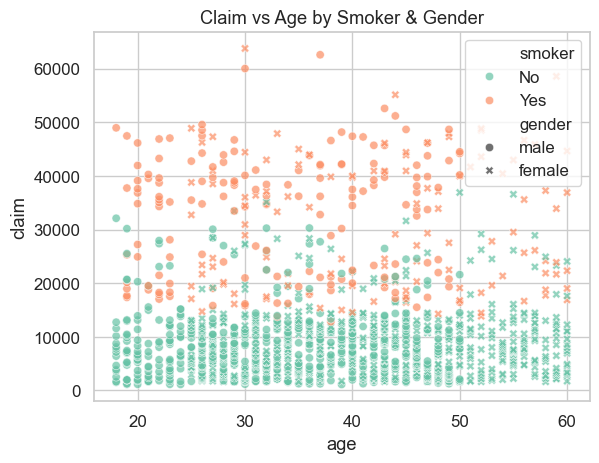 Claim vs Age by Smoker & Gender
smoker
No
Yes
gender
male
female
60000
50000
40000
30000
20000
10000
0
claim
20
30
40
50
60
age